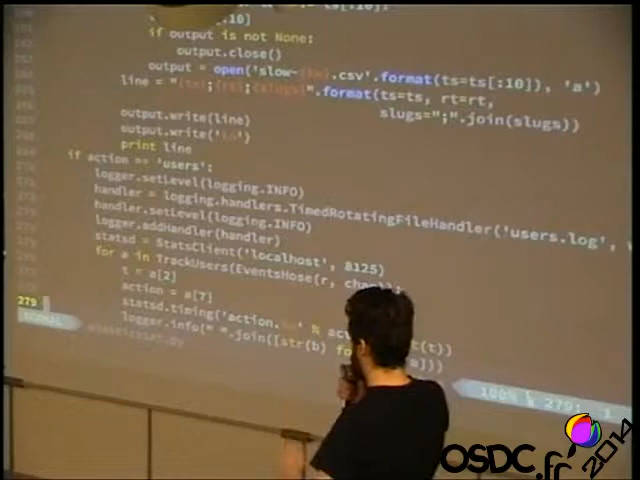 :10]
if output is not None:
output.close()
output = open('slow-{ts}.csv'.format(ts=ts[:10]), 'a')
line = "{ts};{rt};{slugs}".format(ts=ts, rt=rt,
slugs=";".join(slugs))
output.write(line)
output.write('\n')
print line
if action == 'users':
logger.setLevel(logging.INFO)
handler = logging.handlers.TimedRotatingFileHandler('users.log',
handler.setLevel(logging.INFO)
logger.addHandler(handler)
statsd = StatsClient('localhost', 8125)
for a in TrackUsers(EventsHose(r,
t = a[2]
action = a[7]
279
statsd.timing('action.%s' %
t(t))
logger.info(" ".join([str(b)
a]))
100% 279: 1
OSDC.fr 2014